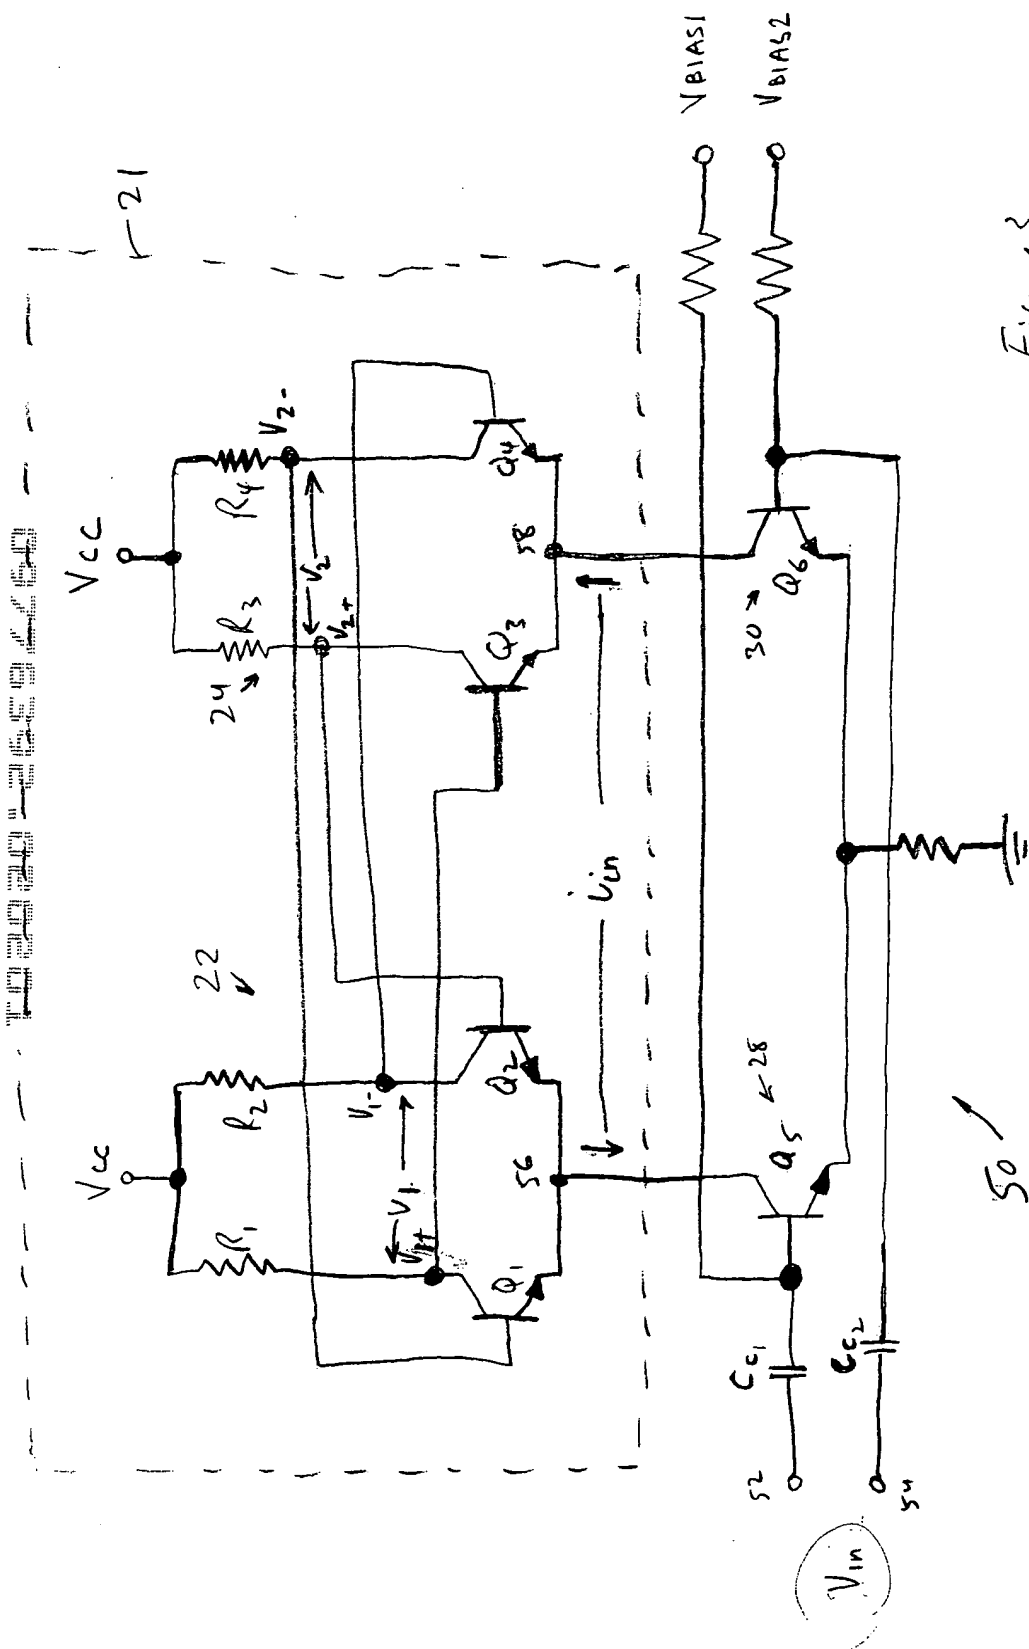 21
Vcc
Vcc
22
24
R1
R2
R3
R4
V1+
V1
V1-
V2+
V2
V2-
Q1
Q2
Q3
Q4
56
58
iin
Q5
28
30
Q6
VBIAS1
VBIAS2
52
Cc1
54
Cc2
Vin
50